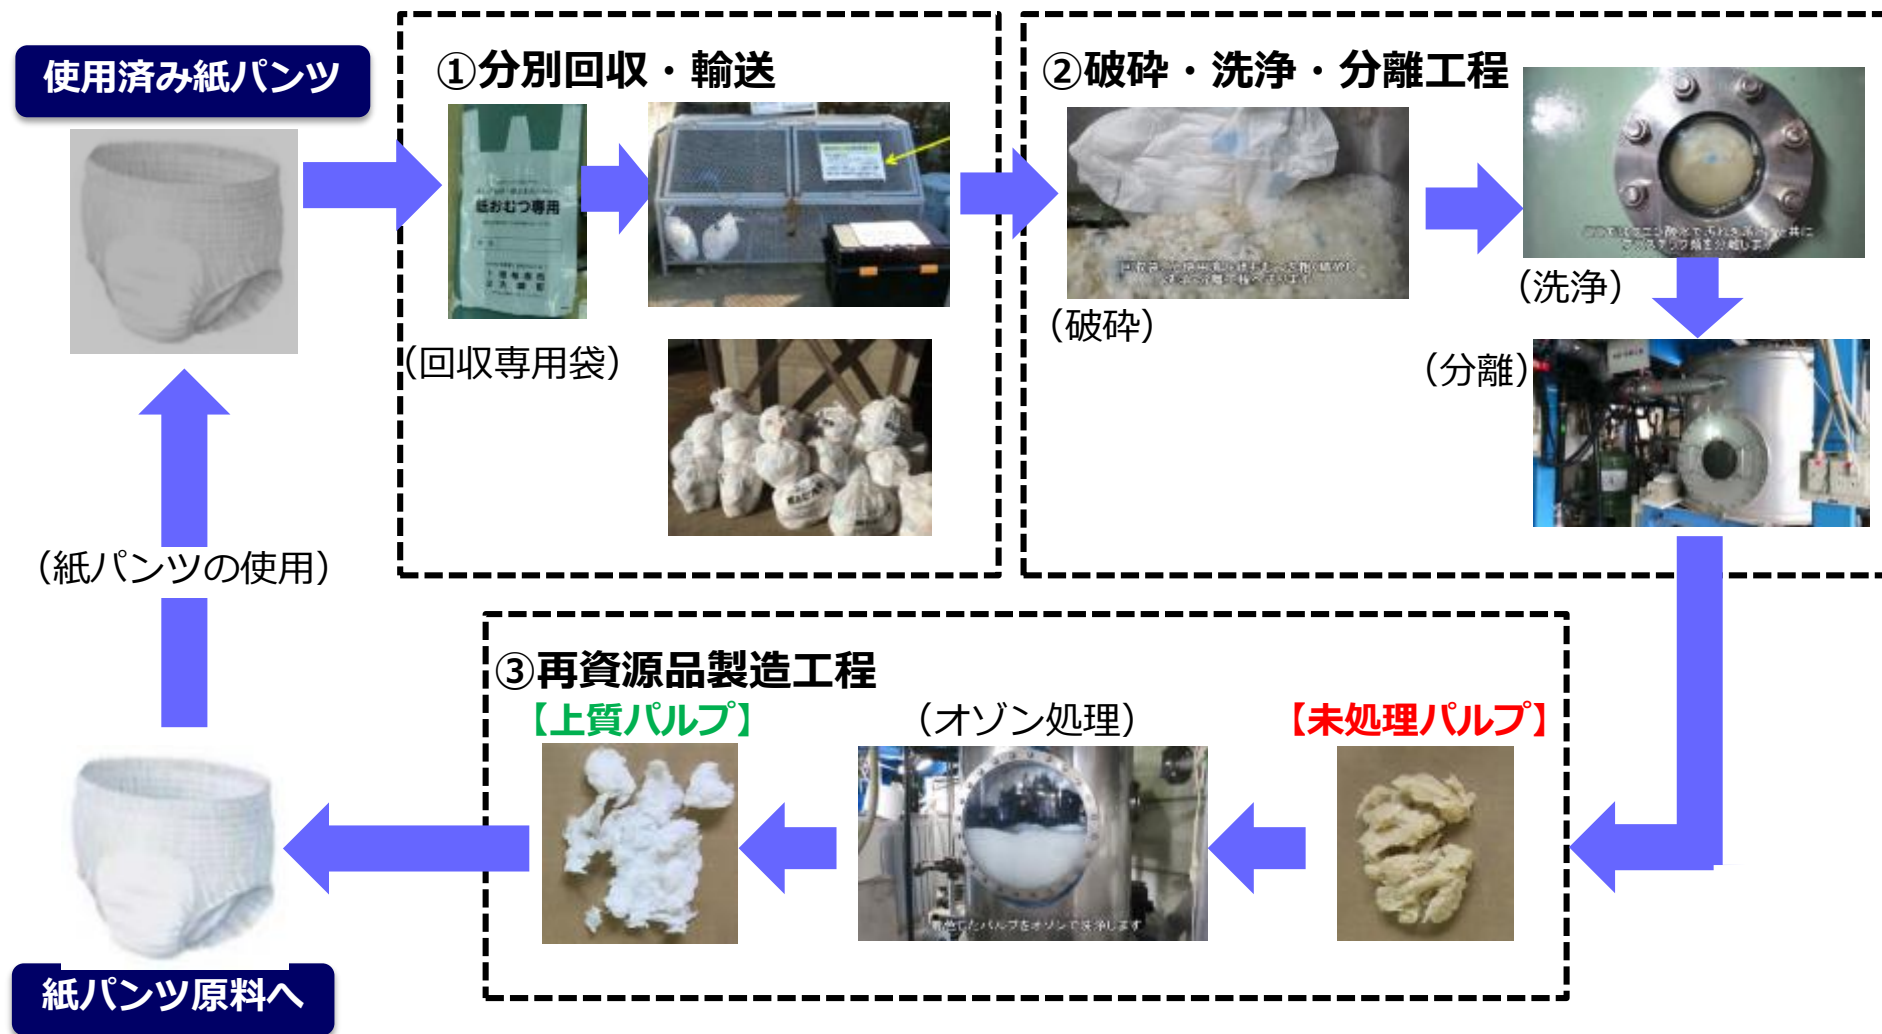 使用済み紙パンツ
①分別回収・輸送
紙おむつ専用
（回収専用袋）
②破砕・洗浄・分離工程
（破砕）
（洗浄）
（分離）
③再資源品製造工程
【未処理パルプ】
（オゾン処理）
【上質パルプ】
紙パンツ原料へ
（紙パンツの使用）